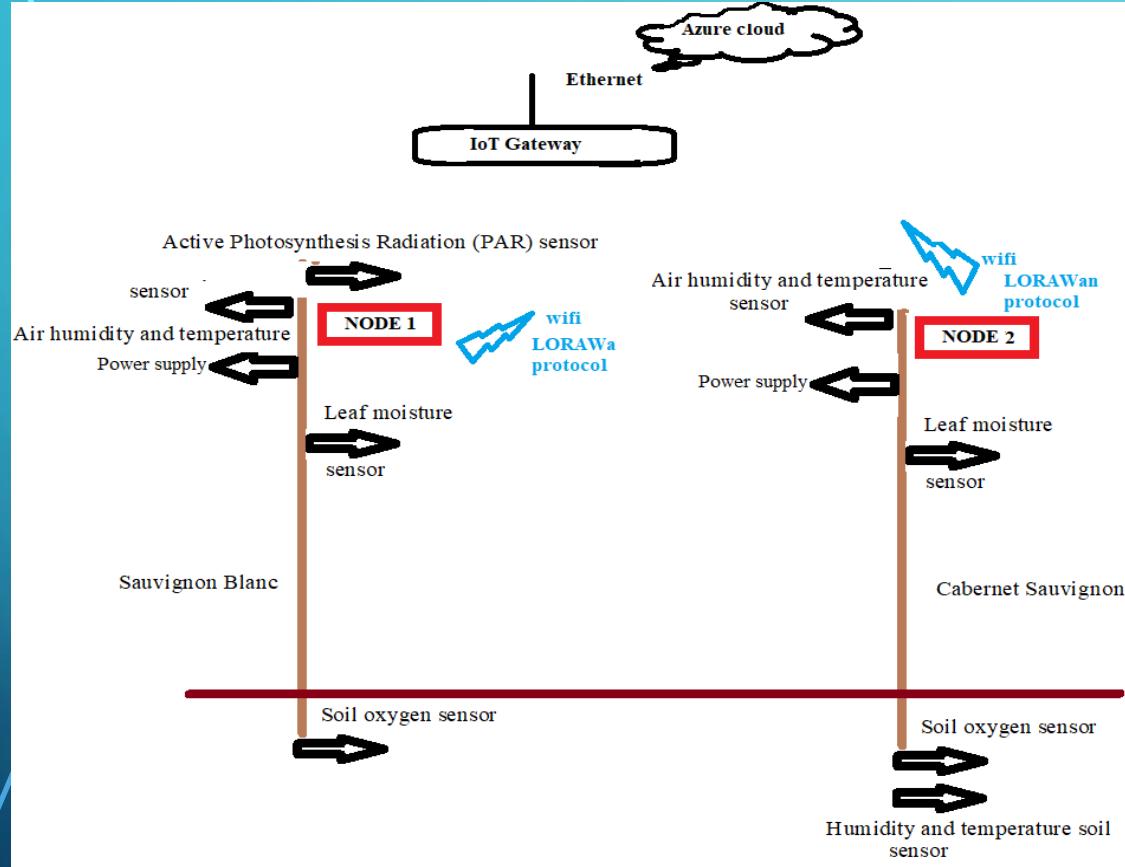 Azure cloud
Ethernet
IoT Gateway
Active Photosynthesis Radiation (PAR) sensor
sensor
Air humidity and temperature
NODE 1
wifi
LORAWa
protocol
Power supply
Leaf moisture
sensor
Sauvignon Blanc
Soil oxygen sensor
wifi
LORAWan
protocol
Air humidity and temperature
sensor
NODE 2
Power supply
Leaf moisture
sensor
Cabernet Sauvignon
Soil oxygen sensor
Humidity and temperature soil
sensor